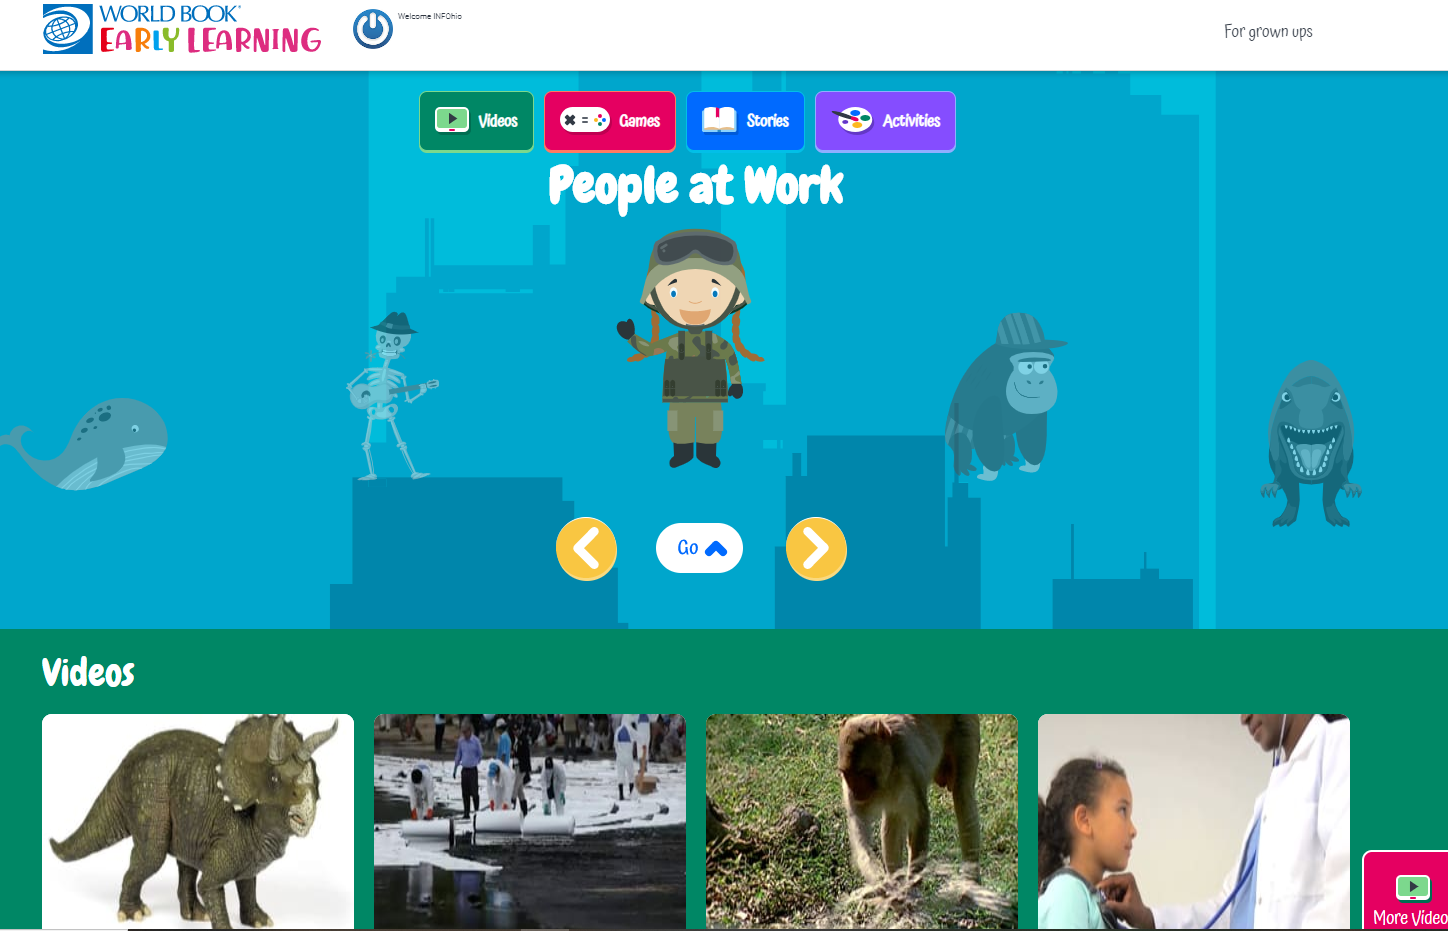 WORLD BOOK®
EARLY LEARNING
Welcome INFOhio
For grown ups
Videos
Games
Stories
Activities
People at Work
Go
Videos
More Video